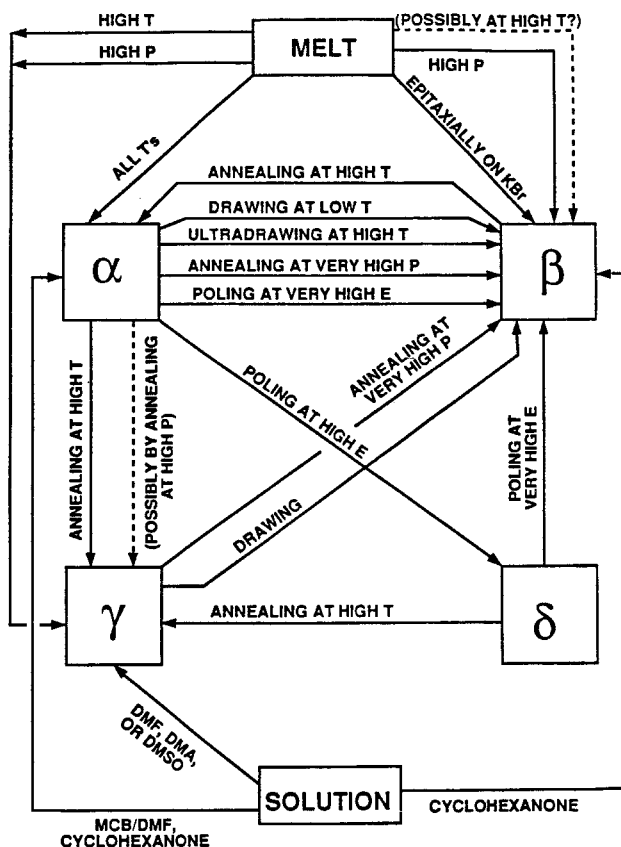 HIGH T
(POSSIBLY AT HIGH T?)
MELT
HIGH P
HIGH P
ALL T's
EPITAXIALLY ON KBr
ANNEALING AT HIGH T
DRAWING AT LOW T
ULTRADRAWING AT HIGH T
α
β
ANNEALING AT VERY HIGH P
POLING AT VERY HIGH E
ANNEALING AT HIGH T
(POSSIBLY BY ANNEALING
AT HIGH P)
POLING AT HIGH E
ANNEALING AT
VERY HIGH P
DRAWING
POLING AT
VERY HIGH E
γ
ANNEALING AT HIGH T
δ
DMF, DMA,
OR DMSO
SOLUTION
CYCLOHEXANONE
MCB/DMF,
CYCLOHEXANONE